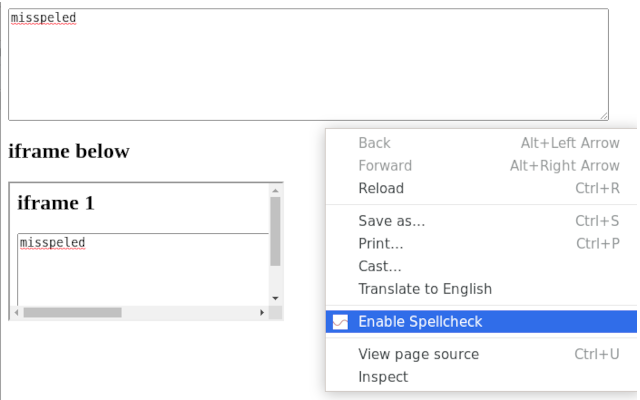 misspeled
iframe below
iframe 1
misspeled
Back Alt+Left Arrow
Forward Alt+Right Arrow
Reload Ctrl+R
Save as...
Ctrl+S
Print... Ctrl+P
Cast...
Translate to English
Enable Spellcheck
View page source Ctrl+U
Inspect